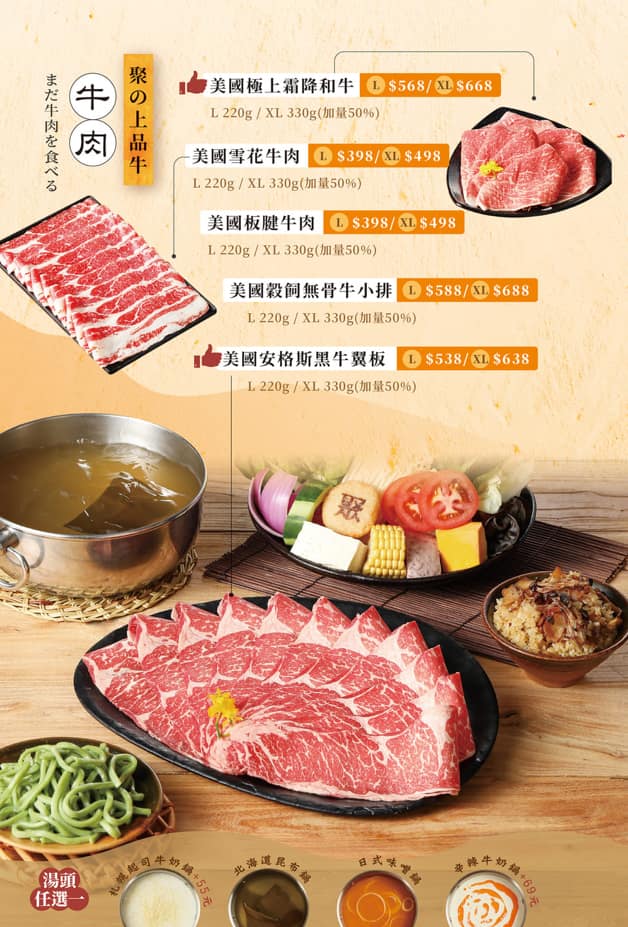 聚の上品牛
牛肉
まだ牛肉を食べる
美國極上霜降和牛 L $568/ XL $668
L 220g / XL 330g(加量50%)
美國雪花牛肉 L $398/ XL $498
L 220g / XL 330g(加量50%)
美國板腱牛肉 L $398/ XL $498
L 220g / XL 330g(加量50%)
美國穀飼無骨牛小排 L $588/ XL $688
L 220g / XL 330g(加量50%)
美國安格斯黑牛翼板 L $538/ XL $638
L 220g / XL 330g(加量50%)
聚
湯頭
任選一
札幌起司牛奶鍋+55元
北海道昆布鍋
日式味噌鍋
辛辣牛奶鍋+69元